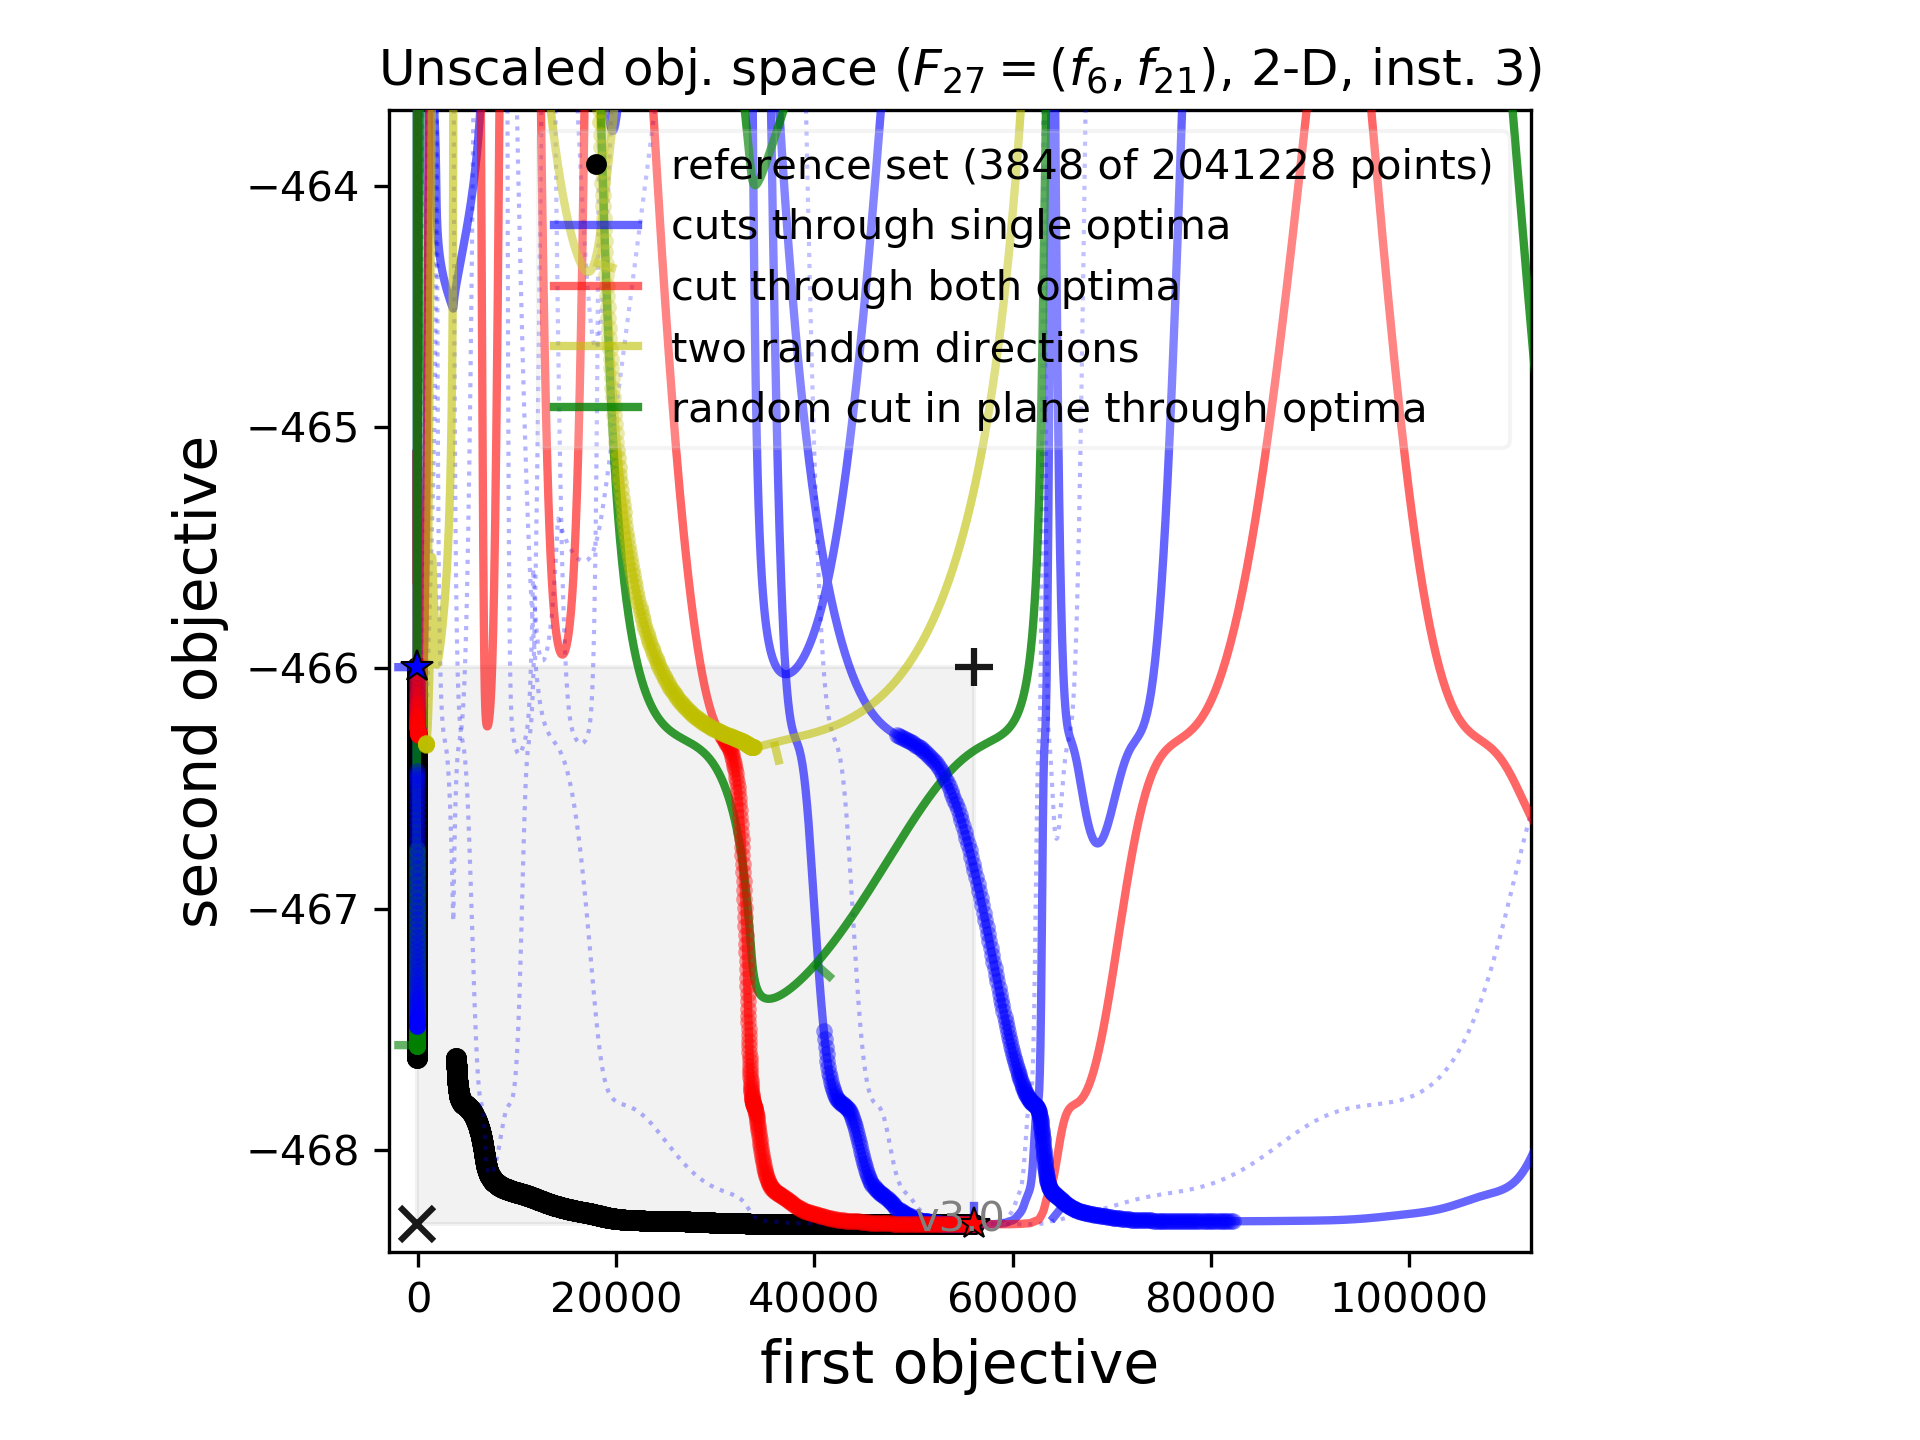 Unscaled obj. space (F27 = (f6, f21), 2-D, inst. 3)
reference set (3848 of 2041228 points)
cuts through single optima
cut through both optima
two random directions
random cut in plane through optima
second objective
−464
−465
−466
−467
−468
v3.0
0 20000 40000 60000 80000 100000
first objective